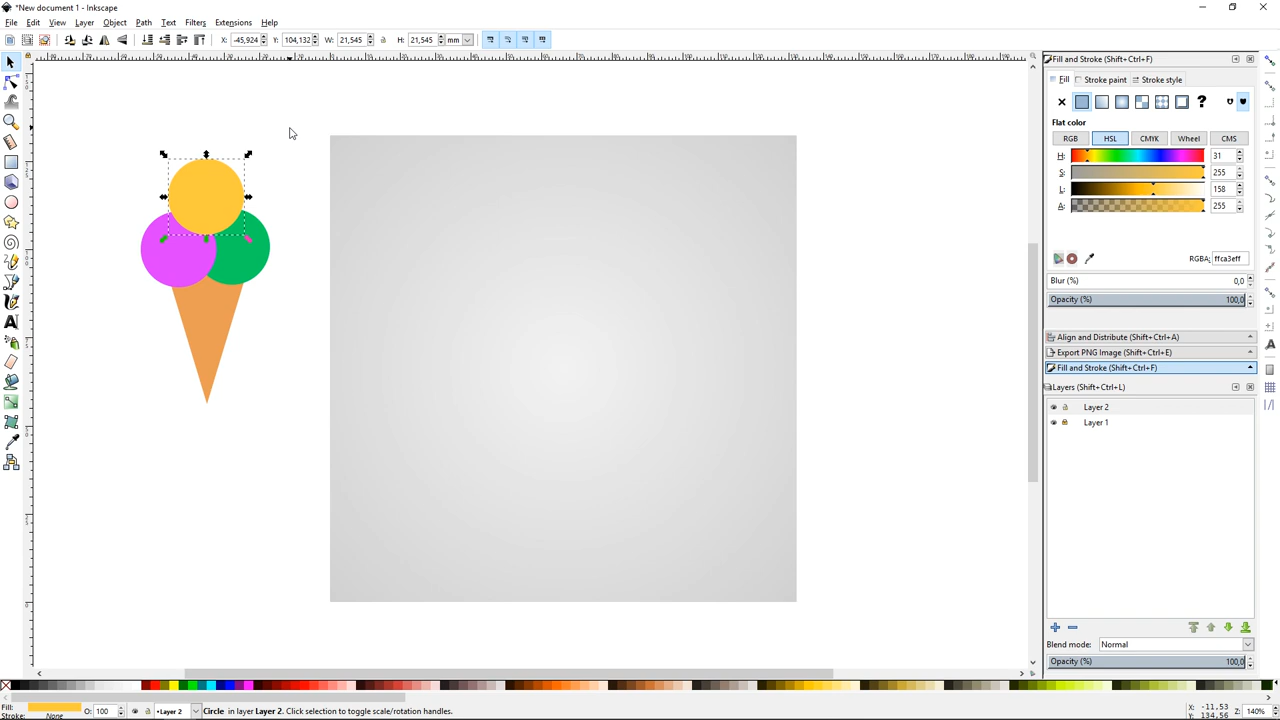 *New document 1 - Inkscape
File Edit View Layer Object Path Text Filters Extensions Help
X: -45,924 Y: 104,132 W: 21,545 H: 21,545 mm
Fill and Stroke (Shift+Ctrl+F)
Fill Stroke paint Stroke style
?
Flat color
RGB HSL CMYK Wheel CMS
H: 31
S: 255
L: 158
A: 255
RGBA: ffca3eff
Blur (%) 0,0
Opacity (%) 100,0
Align and Distribute (Shift+Ctrl+A)
Export PNG Image (Shift+Ctrl+E)
Fill and Stroke (Shift+Ctrl+F)
Layers (Shift+Ctrl+L)
Layer 2
Layer 1
Blend mode: Normal
Opacity (%) 100,0
Fill: O: 100 •Layer 2 Circle in layer Layer 2. Click selection to toggle scale/rotation handles. X: -11,53 Z: 140%
Stroke: None Y: 134,56